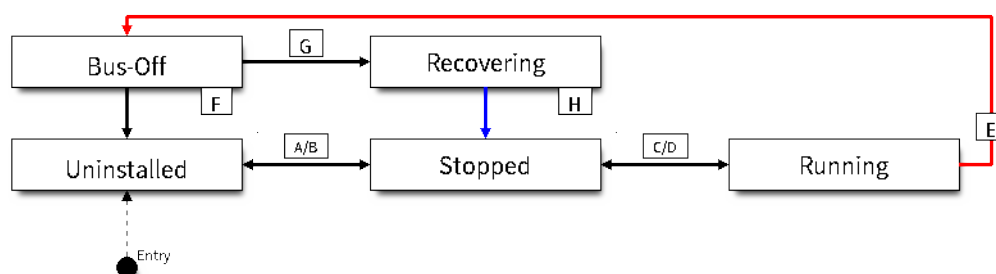 G
Bus-Off
Recovering
F
H
E
A/B
C/D
Uninstalled
Stopped
Running
Entry